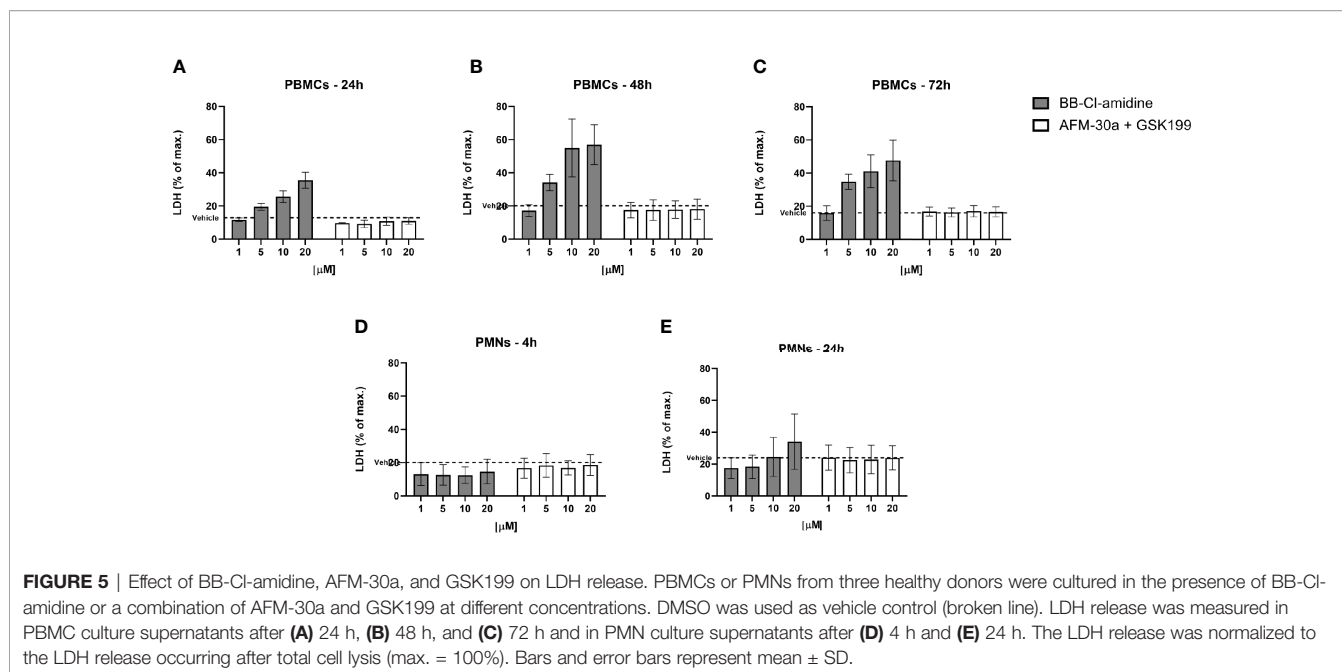 A
B
C
PBMCs - 24h
PBMCs - 48h
PBMCs - 72h
BB-Cl-amidine
AFM-30a + GSK199
LDH (% of max.)
80
60
40
20
0
Vehicle
1 5 10 20 1 5 10 20
[μM]
LDH (% of max.)
80
60
40
20
0
Vehicle
1 5 10 20 1 5 10 20
[μM]
LDH (% of max.)
80
60
40
20
0
Vehicle
1 5 10 20 1 5 10 20
[μM]
D
E
PMNs - 4h
PMNs - 24h
LDH (% of max.)
80
60
40
20
0
Vehicle
1 5 10 20 1 5 10 20
[μM]
LDH (% of max.)
80
60
40
20
0
Vehicle
1 5 10 20 1 5 10 20
[μM]
FIGURE 5 | Effect of BB-Cl-amidine, AFM-30a, and GSK199 on LDH release. PBMCs or PMNs from three healthy donors were cultured in the presence of BB-Cl-
amidine or a combination of AFM-30a and GSK199 at different concentrations. DMSO was used as vehicle control (broken line). LDH release was measured in
PBMC culture supernatants after (A) 24 h, (B) 48 h, and (C) 72 h and in PMN culture supernatants after (D) 4 h and (E) 24 h. The LDH release was normalized to
the LDH release occurring after total cell lysis (max. = 100%). Bars and error bars represent mean ± SD.